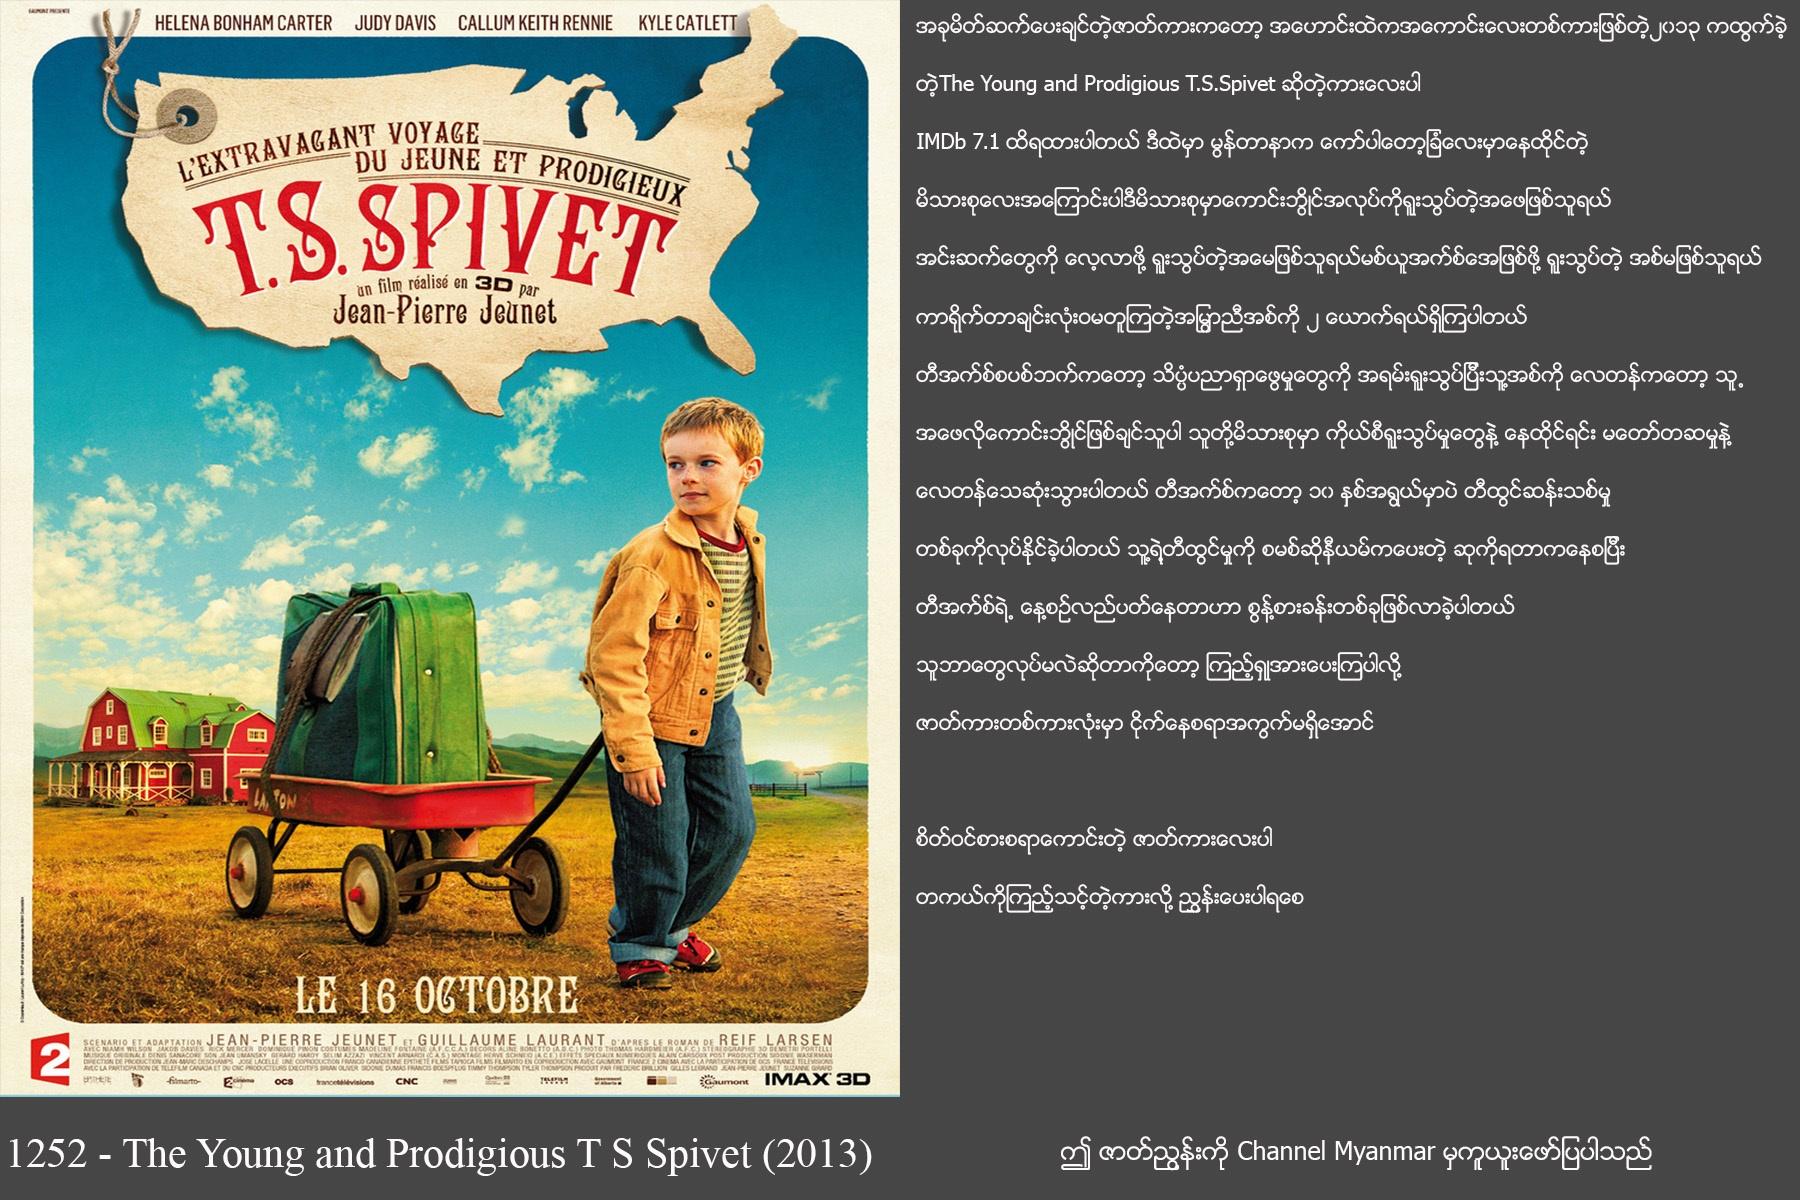 GAUMONT PRÉSENTE
HELENA BONHAM CARTER JUDY DAVIS CALLUM KEITH RENNIE KYLE CATLETT
L'EXTRAVAGANT VOYAGE
DU JEUNE ET PRODIGIEUX
T.S. SPIVET
un film réalisé en 3D par
Jean-Pierre Jeunet
LE 16 OCTOBRE
SCENARIO ET ADAPTATION JEAN-PIERRE JEUNET ET GUILLAUME LAURANT D'APRÈS LE ROMAN DE REIF LARSEN
2
filmarto
2 cinéma
OCS
francetélévisions
CNC
TELEFILM
Gaumont
IMAX 3D
အခုမိတ်ဆက်ပေးချင်တဲ့ဇာတ်ကားကတော့ အဟောင်းထဲကအကောင်းလေးတစ်ကားဖြစ်တဲ့၂၀၁၃ ကထွက်ခဲ့
တဲ့The Young and Prodigious T.S.Spivet ဆိုတဲ့ကားလေးပါ
IMDb 7.1 ထိရထားပါတယ် ဒီထဲမှာ မွန်တာနာက ကော်ပါတော့ခြံလေးမှာနေထိုင်တဲ့
မိသားစုလေးအကြောင်းပါဒီမိသားစုမှာကောင်းဘွိုင်အလုပ်ကိုရူးသွပ်တဲ့အဖေဖြစ်သူရယ်
အင်းဆက်တွေကို လေ့လာဖို့ ရူးသွပ်တဲ့အမေဖြစ်သူရယ်မစ်ယူအက်စ်အေဖြစ်ဖို့ ရူးသွပ်တဲ့ အစ်မဖြစ်သူရယ်
ကာရိုက်တာချင်းလုံးဝမတူကြတဲ့အမြွှာညီအစ်ကို ၂ ယောက်ရယ်ရှိကြပါတယ်
တီအက်စ်စပစ်ဘက်ကတော့ သိပ္ပံပညာရှာဖွေမှုတွေကို အရမ်းရူးသွပ်ပြီးသူ့အစ်ကို လေတန်ကတော့ သူ့
အဖေလိုကောင်းဘွိုင်ဖြစ်ချင်သူပါ သူတို့မိသားစုမှာ ကိုယ်စီရူးသွပ်မှုတွေနဲ့ နေထိုင်ရင်း မတော်တဆမှုနဲ့
လေတန်သေဆုံးသွားပါတယ် တီအက်စ်ကတော့ ၁၀ နှစ်အရွယ်မှာပဲ တီထွင်ဆန်းသစ်မှု
တစ်ခုကိုလုပ်နိုင်ခဲ့ပါတယ် သူ့ရဲ့တီထွင်မှုကို စမစ်ဆိုနီယမ်ကပေးတဲ့ ဆုကိုရတာကနေစပြီး
တီအက်စ်ရဲ့ နေ့စဉ်လည်ပတ်နေတာဟာ စွန့်စားခန်းတစ်ခုဖြစ်လာခဲ့ပါတယ်
သူဘာတွေလုပ်မလဲဆိုတာကိုတော့ ကြည့်ရှုအားပေးကြပါလို့
ဇာတ်ကားတစ်ကားလုံးမှာ ငိုက်နေစရာအကွက်မရှိအောင်
စိတ်ဝင်စားစရာကောင်းတဲ့ ဇာတ်ကားလေးပါ
တကယ်ကိုကြည့်သင့်တဲ့ကားလို့ ညွှန်းပေးပါရစေ
1252 - The Young and Prodigious T S Spivet (2013)
ဤ ဇာတ်ညွှန်းကို Channel Myanmar မှကူယူးဖော်ပြပါသည်